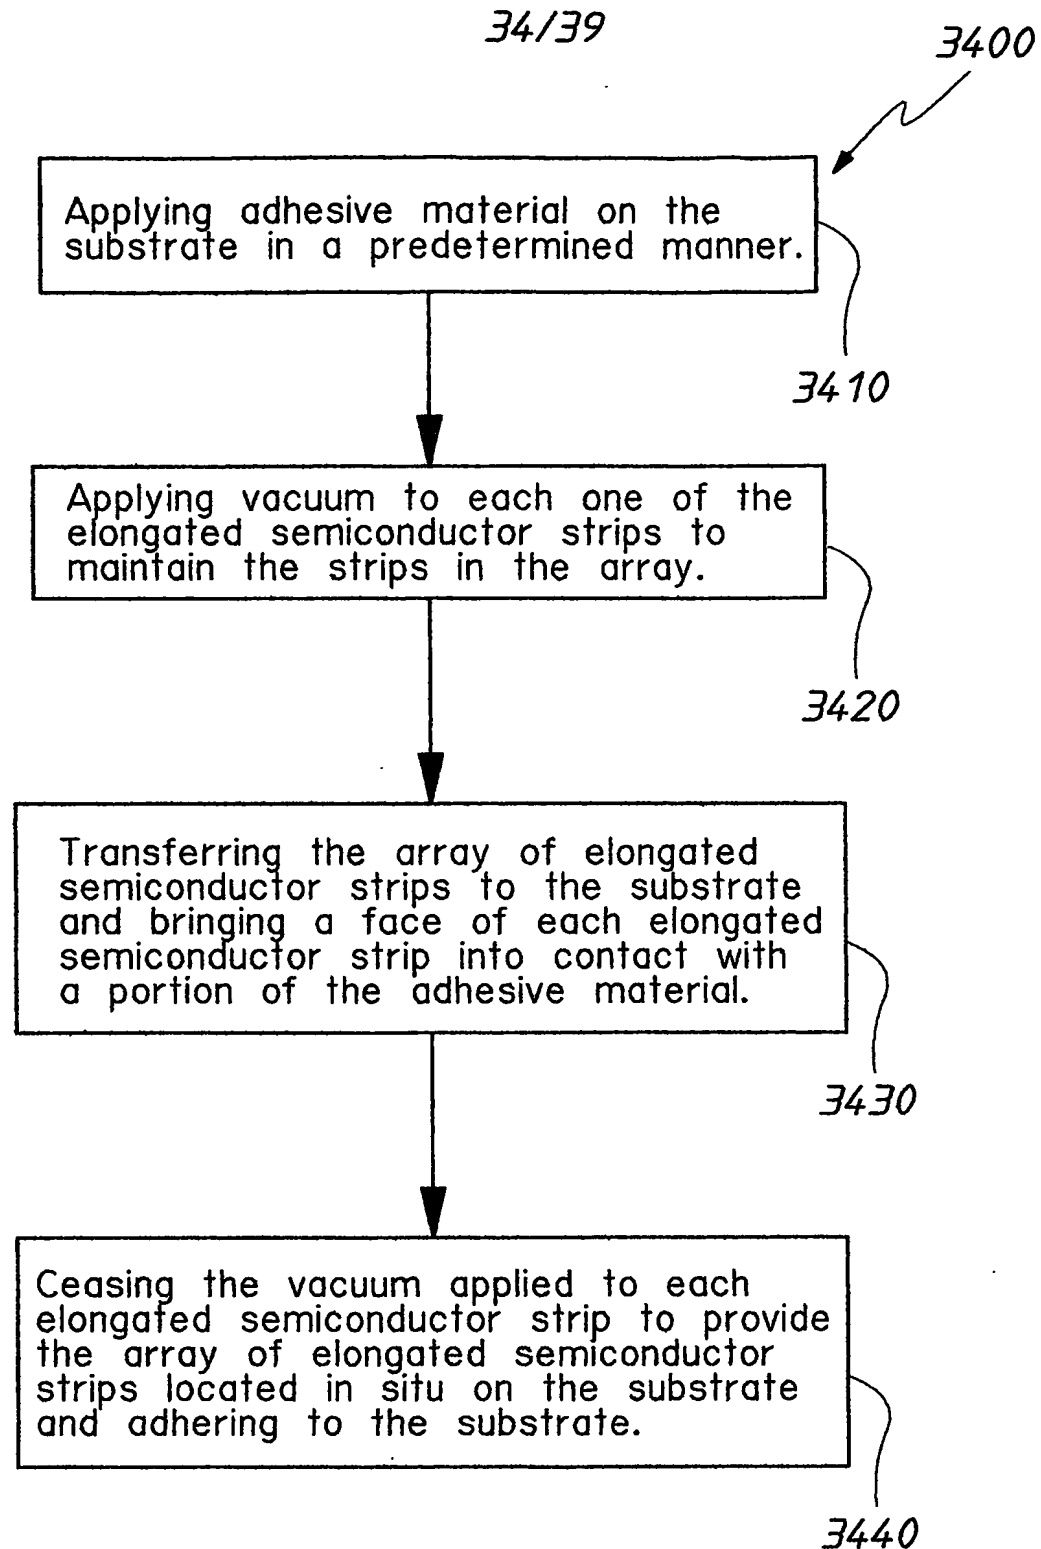 34/39
3400
Applying adhesive material on the
substrate in a predetermined manner.
3410
Applying vacuum to each one of the
elongated semiconductor strips to
maintain the strips in the array.
3420
Transferring the array of elongated
semiconductor strips to the substrate
and bringing a face of each elongated
semiconductor strip into contact with
a portion of the adhesive material.
3430
Ceasing the vacuum applied to each
elongated semiconductor strip to provide
the array of elongated semiconductor
strips located in situ on the substrate
and adhering to the substrate.
3440